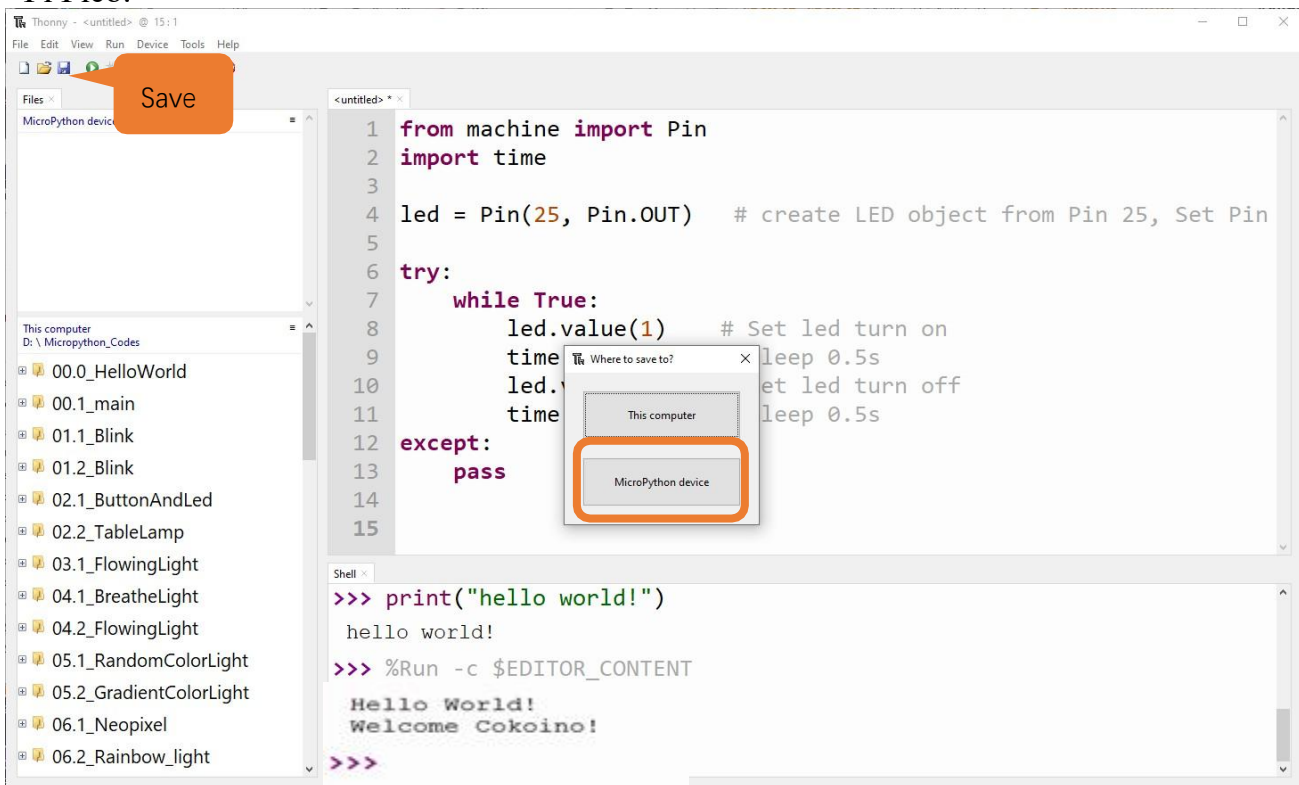 Thonny - <untitled> @ 15:1
File Edit View Run Device Tools Help
Save
Files
MicroPython device
This computer
D: \ Micropython_Codes
00.0_HelloWorld
00.1_main
01.1_Blink
01.2_Blink
02.1_ButtonAndLed
02.2_TableLamp
03.1_FlowingLight
04.1_BreatheLight
04.2_FlowingLight
05.1_RandomColorLight
05.2_GradientColorLight
06.1_Neopixel
06.2_Rainbow_light
<untitled> *
1 from machine import Pin
2 import time
3
4 led = Pin(25, Pin.OUT) # create LED object from Pin 25, Set Pin
5
6 try:
7 while True:
8 led.value(1) # Set led turn on
9 time leep 0.5s
10 led. et led turn off
11 time leep 0.5s
12 except:
13 pass
14
15
Where to save to?
This computer
MicroPython device
Shell
>>> print("hello world!")
hello world!
>>> %Run -c $EDITOR_CONTENT
Hello World!
Welcome Cokoino!
>>>